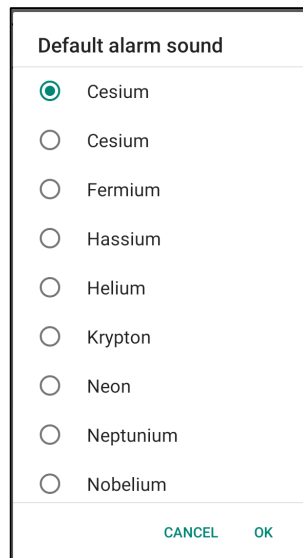 Default alarm sound
Cesium
Cesium
Fermium
Hassium
Helium
Krypton
Neon
Neptunium
Nobelium
CANCEL OK